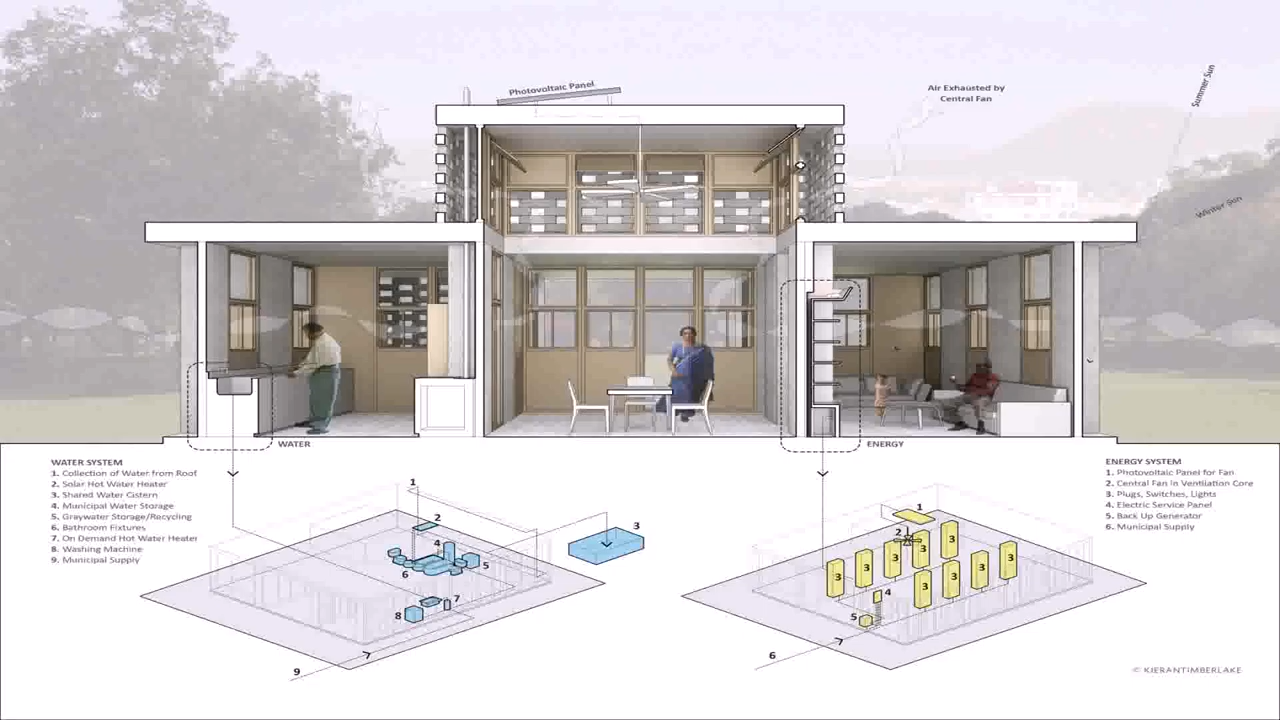 Photovoltaic Panel
Air Exhausted by
Central Fan
Summer Sun
Winter Sun
WATER
ENERGY
WATER SYSTEM
1. Collection of Water from Roof
2. Solar Hot Water Heater
3. Shared Water Cistern
4. Municipal Water Storage
5. Graywater Storage/Recycling
6. Bathroom Fixtures
7. On Demand Hot Water Heater
8. Washing Machine
9. Municipal Supply
ENERGY SYSTEM
1. Photovoltaic Panel for Fan
2. Central Fan in Ventilation Core
3. Plugs, Switches, Lights
4. Electric Service Panel
5. Back Up Generator
6. Municipal Supply
1
2
3
4
5
6
7
8
9
1
2
3
3
3
3
3
3
3
3
3
3
4
5
6
© KIERANTIMBERLAKE